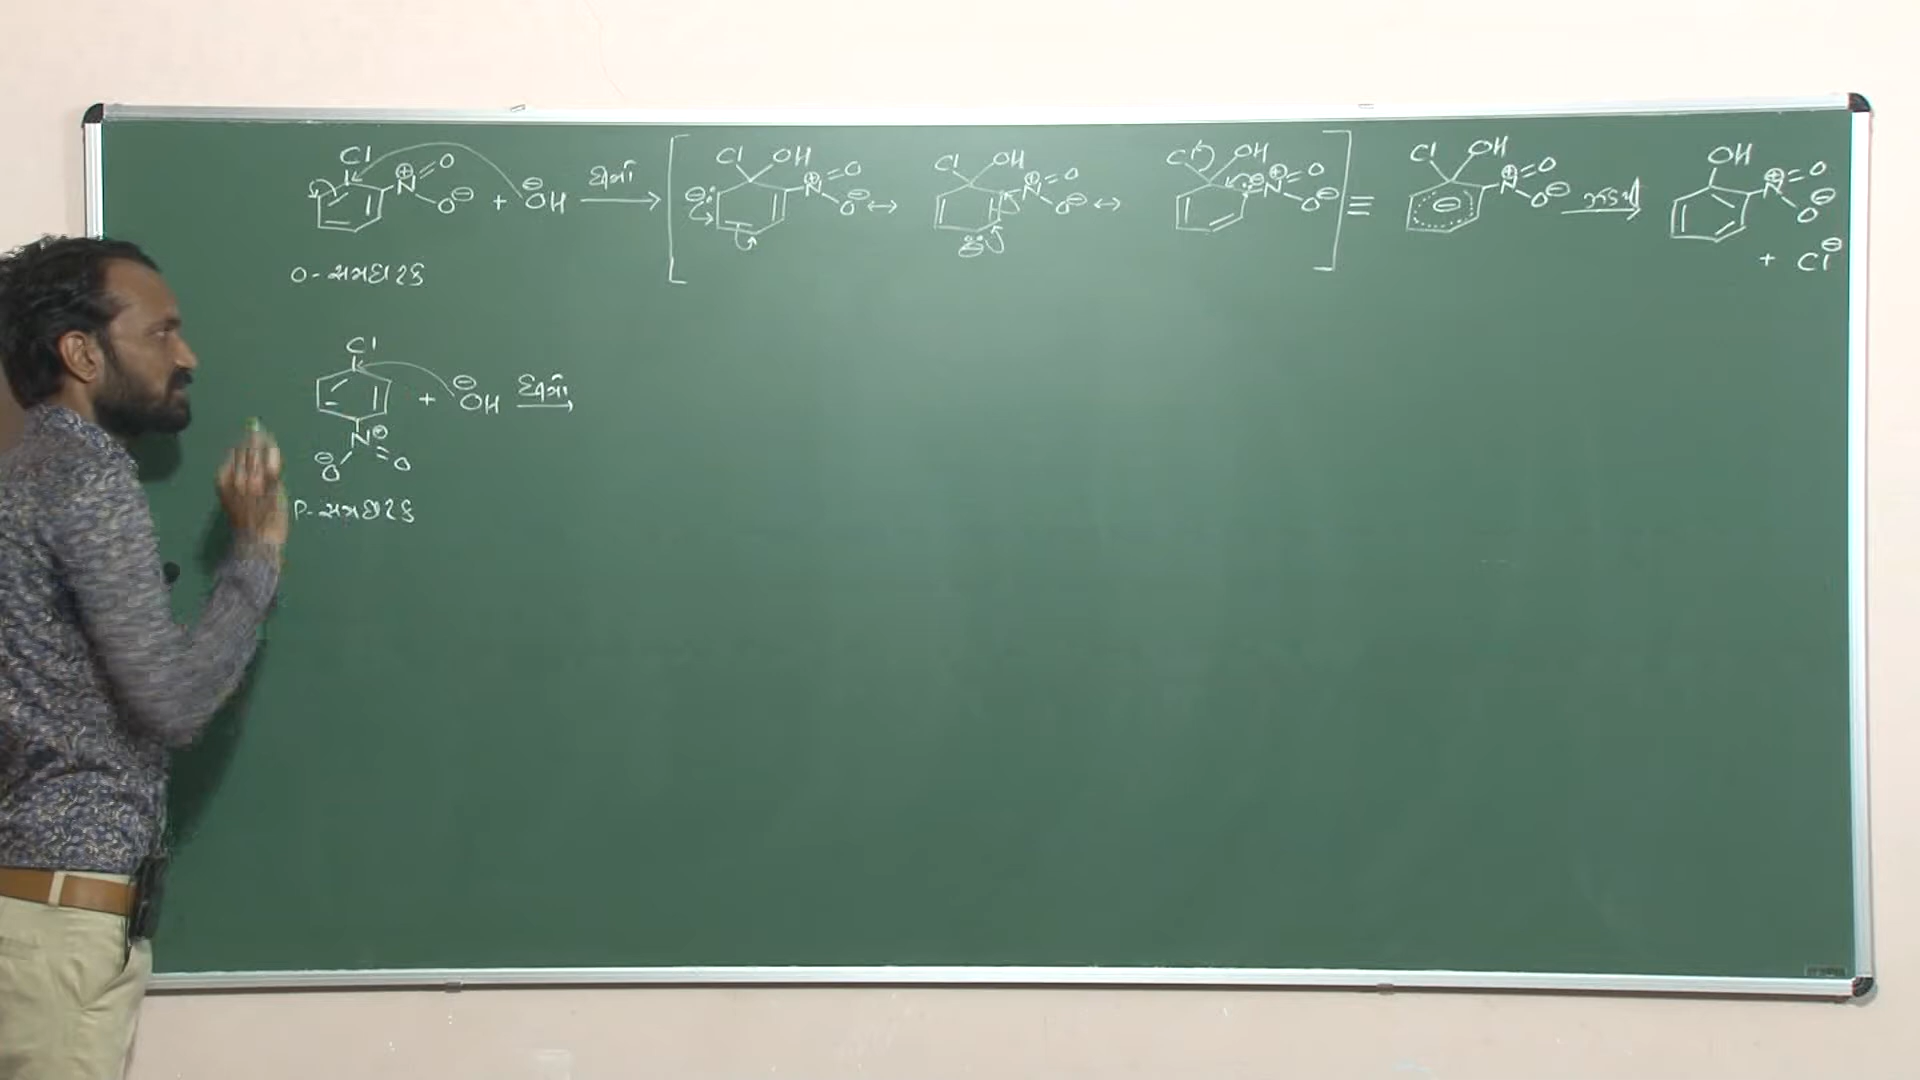 Cl N⊕ =O O⊖ + ⊖OH ધીમો → [ Cl OH ⊖: N⊕ =O O⊖ ↔ Cl OH N⊕ =O O⊖ ⊖: ↔ Cl OH ⊖: N⊕ =O O⊖ ] ≡ Cl OH ⊖ N⊕ =O O⊖ ઝડપી → OH N⊕ =O O⊖
+ Cl⊖
O- સમઘટક
Cl + ⊖OH ધીમો →
N⊕
⊖O =O
P- સમઘટક